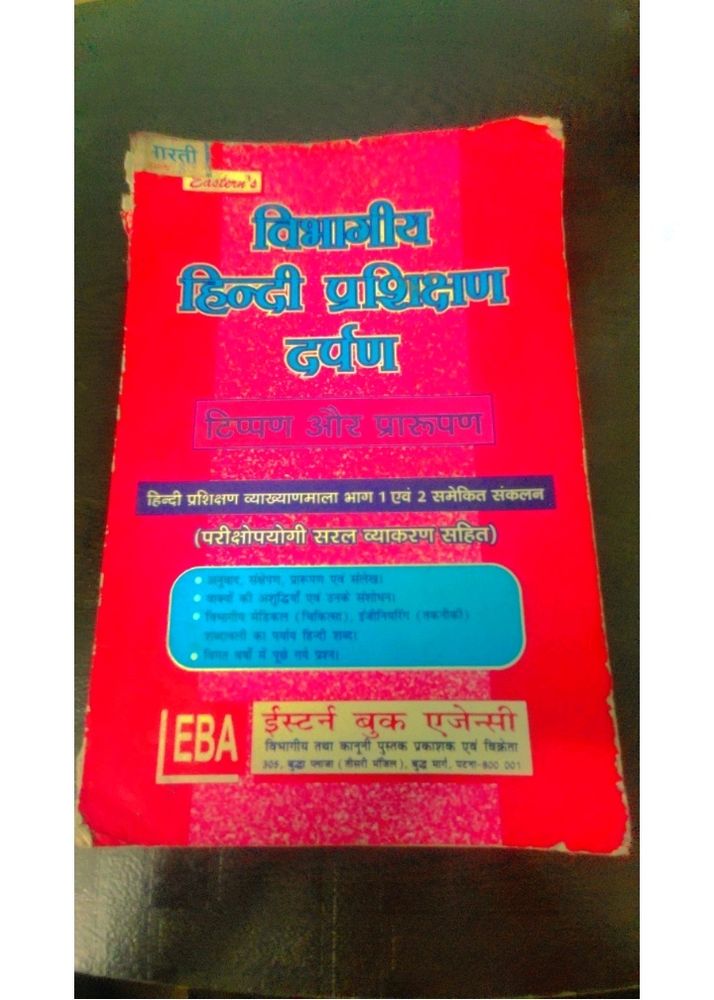 गरती
Eastern's
विभागीय
हिन्दी प्रशिक्षण
दर्पण
टिप्पण और प्रारूपण
हिन्दी प्रशिक्षण व्याख्याणमाला भाग 1 एवं 2 समेकित संकलन
(परीक्षोपयोगी सरल व्याकरण सहित)
• अनुवाद, संक्षेपण, प्रारूपण एवं संलेख।
• वाक्यों की अशुद्धियाँ एवं उनके संशोधन।
• विभागीय मेडिकल (चिकित्सा), इंजीनियरिंग (तकनीकी)
शब्दावली का पर्याय हिन्दी शब्द।
• विगत वर्षों में पूछे गये प्रश्न।
EBA
ईस्टर्न बुक एजेन्सी
विभागीय तथा कानूनी पुस्तक प्रकाशक एवं विक्रेता
305, बुद्धा प्लाजा (तीसरी मंजिल), बुद्ध मार्ग, पटना-800 001